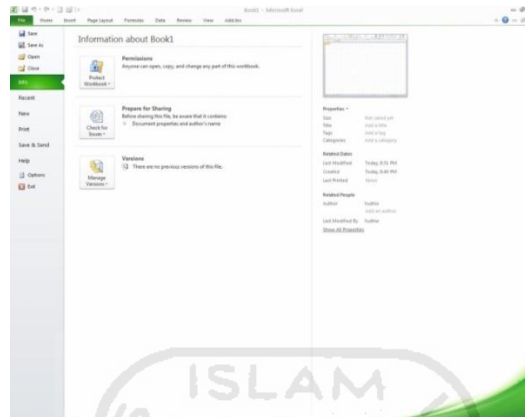 Book1 - Microsoft Excel
File Home Insert Page Layout Formulas Data Review View Add-Ins
Save
Save As
Open
Close
Info
Recent
New
Print
Save & Send
Help
Options
Exit
Information about Book1
Protect
Workbook
Permissions
Anyone can open, copy, and change any part of this workbook.
Check for
Issues
Prepare for Sharing
Before sharing this file, be aware that it contains:
Document properties and author's name
Manage
Versions
Versions
There are no previous versions of this file.
Properties
Size Not saved yet
Title Add a title
Tags Add a tag
Categories Add a category
Related Dates
Last Modified Today,
Created Today,
Last Printed Never
Related People
Author
Add an author
Last Modified By
Show All Properties
ISLAM